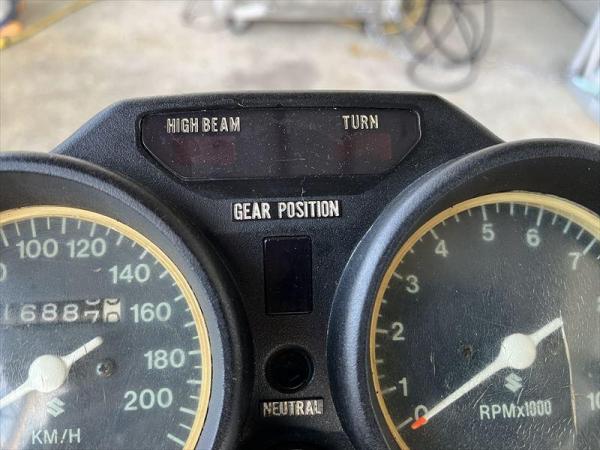 HIGH BEAM
TURN
GEAR POSITION
100 120
140
160
180
200
KM/H
NEUTRAL
0
1
2
3
4
5
6
7
RPMx1000